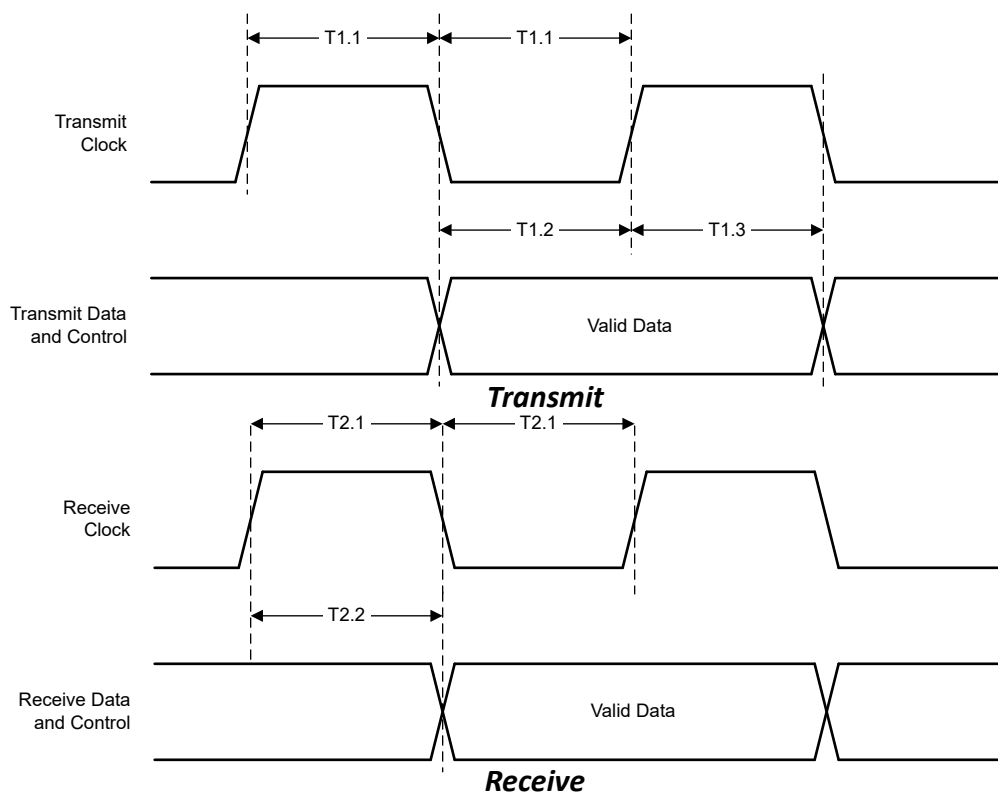 T1.1
T1.1
Transmit
Clock
T1.2
T1.3
Transmit Data
and Control
Valid Data
Transmit
T2.1
T2.1
Receive
Clock
T2.2
Receive Data
and Control
Valid Data
Receive